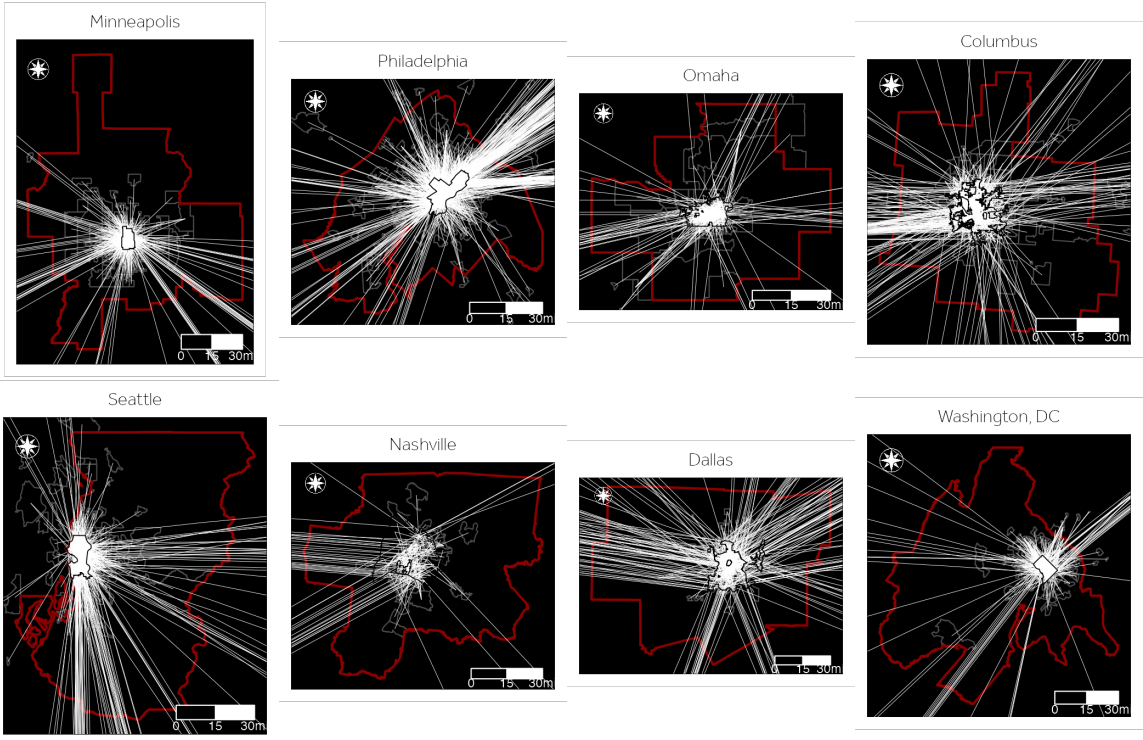 Minneapolis
0 15 30m
Philadelphia
0 15 30m
Omaha
0 15 30m
Columbus
0 15 30m
Seattle
0 15 30m
Nashville
0 15 30m
Dallas
0 15 30m
Washington, DC
0 15 30m